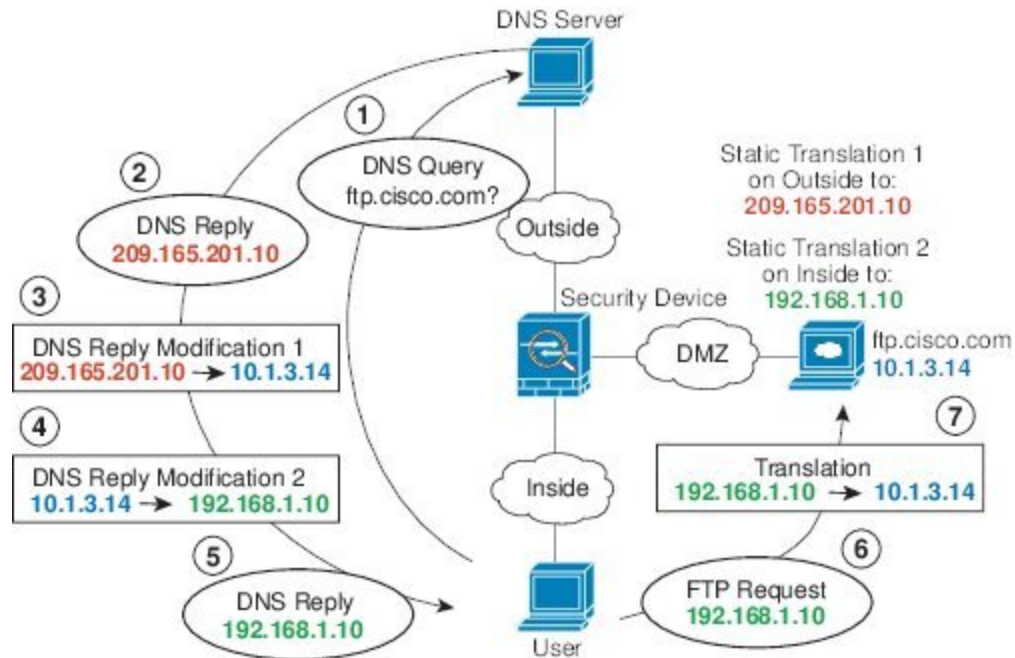 DNS Server
1
DNS Query
ftp.cisco.com?
2
DNS Reply
209.165.201.10
Outside
Static Translation 1
on Outside to:
209.165.201.10
Static Translation 2
on Inside to:
192.168.1.10
3
DNS Reply Modification 1
209.165.201.10 → 10.1.3.14
Security Device
DMZ
ftp.cisco.com
10.1.3.14
4
DNS Reply Modification 2
10.1.3.14 → 192.168.1.10
Inside
7
Translation
192.168.1.10 → 10.1.3.14
5
DNS Reply
192.168.1.10
User
6
FTP Request
192.168.1.10